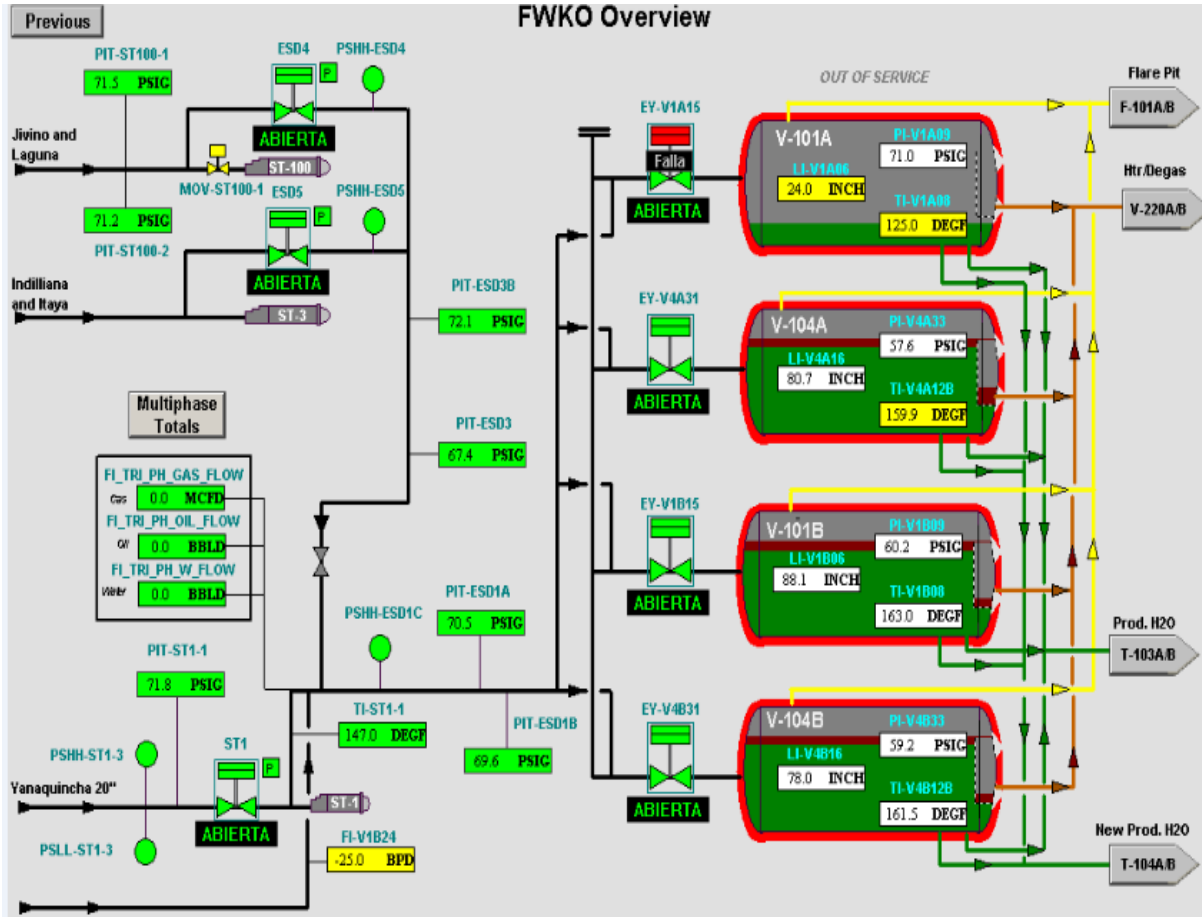 FWKO Overview
Previous
PIT-ST100-1
71.5 PSIG
ESD4
P
PSHH-ESD4
ABIERTA
Jivino and
Laguna
ST-100
MOV-ST100-1
71.2 PSIG
PIT-ST100-2
ESD5
P
PSHH-ESD5
ABIERTA
Indilliana
and Itaya
ST-3
PIT-ESD3B
72.1 PSIG
PIT-ESD3
67.4 PSIG
Multiphase
Totals
FI_TRI_PH_GAS_FLOW
Gas 0.0 MCFD
FI_TRI_PH_OIL_FLOW
Oil 0.0 BBLD
FI_TRI_PH_W_FLOW
Water 0.0 BBLD
PIT-ST1-1
71.8 PSIG
PSHH-ESD1C
PIT-ESD1A
70.5 PSIG
TI-ST1-1
147.0 DEGF
PIT-ESD1B
69.6 PSIG
PSHH-ST1-3
ST1
P
Yanaquincha 20"
ST-1
ABIERTA
PSLL-ST1-3
FI-V1B24
-25.0 BPD
OUT OF SERVICE
EY-V1A15
Falla
ABIERTA
V-101A
PI-V1A09
71.0 PSIG
LI-V1A06
24.0 INCH
TI-V1A08
125.0 DEGF
EY-V4A31
ABIERTA
V-104A
PI-V4A33
57.6 PSIG
LI-V4A16
80.7 INCH
TI-V4A12B
159.9 DEGF
EY-V1B15
ABIERTA
V-101B
PI-V1B09
60.2 PSIG
LI-V1B06
88.1 INCH
TI-V1B08
163.0 DEGF
EY-V4B31
ABIERTA
V-104B
PI-V4B33
59.2 PSIG
LI-V4B16
78.0 INCH
TI-V4B12B
161.5 DEGF
Flare Pit
F-101A/B
Htr/Degas
V-220A/B
Prod. H2O
T-103A/B
New Prod. H2O
T-104A/B